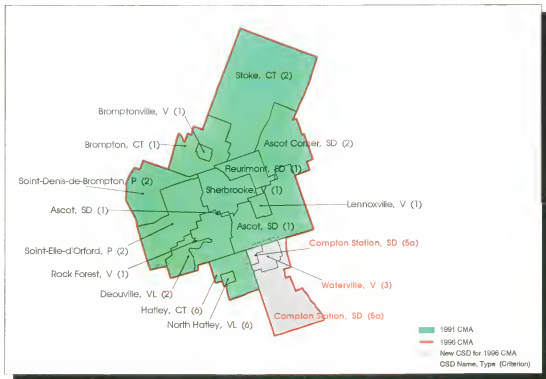 Stoke, CT (2)
Bromptonville, V (1)
Brompton, CT (1)
Ascot Corner, SD (2)
Fleurimont, SD (1)
Saint-Denis-de-Brompton, P (2)
Sherbrooke, V (1)
Lennoxville, V (1)
Ascot, SD (1)
Ascot, SD (1)
Saint-Elie-d'Orford, P (2)
Compton Station, SD (5a)
Rock Forest, V (1)
Waterville, V (3)
Deauville, VL (2)
Hatley, CT (6)
Compton Station, SD (5a)
North Hatley, VL (6)
1991 CMA
1996 CMA
New CSD for 1996 CMA
CSD Name, Type (Criterion)